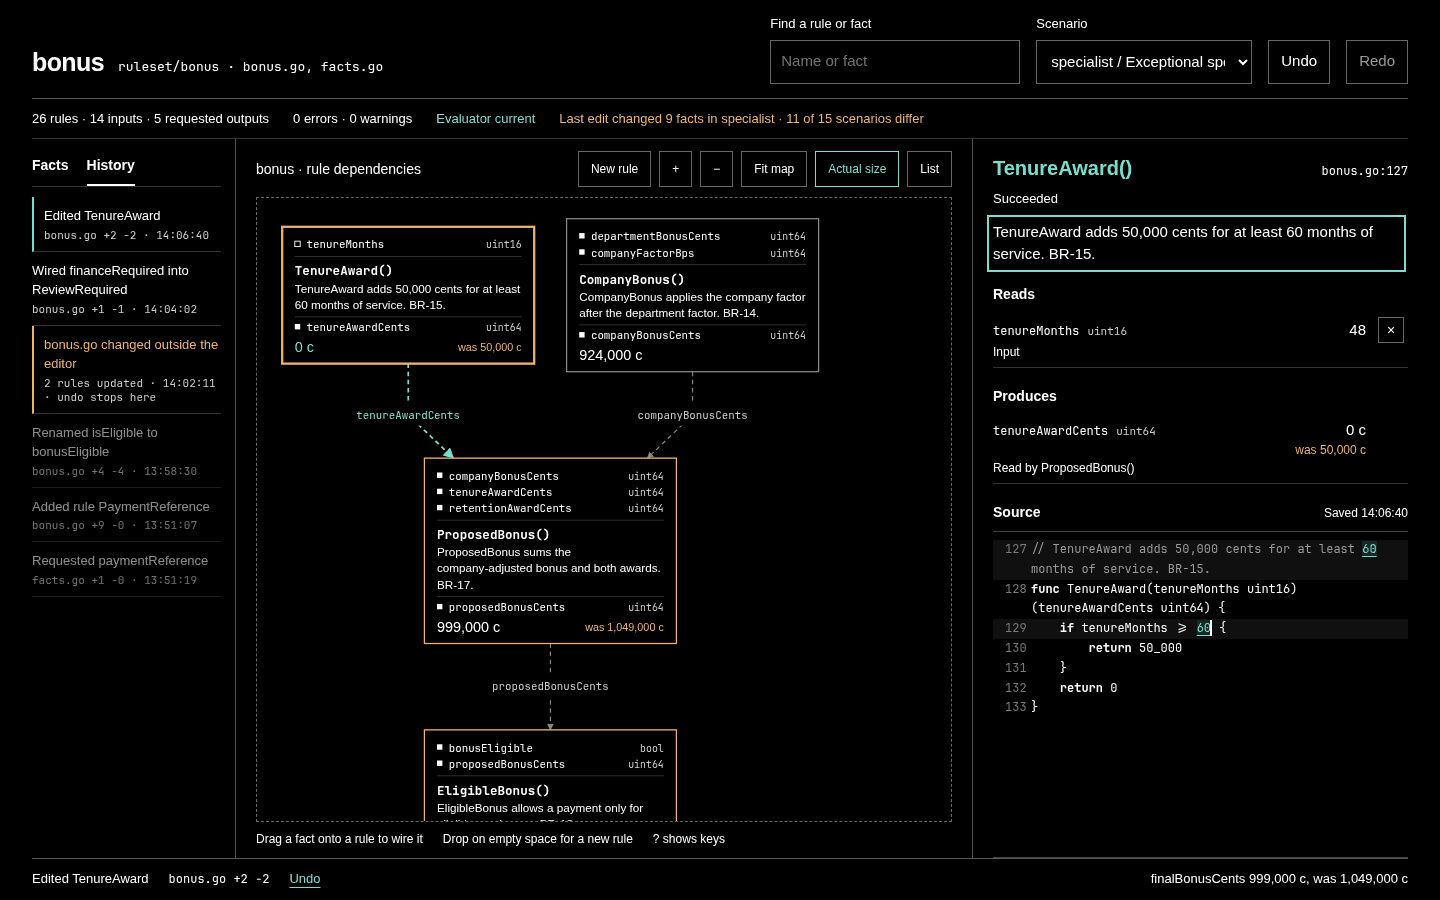 Find a rule or fact
Scenario
bonus ruleset/bonus · bonus.go, facts.go
Name or fact
specialist / Exceptional spe
Undo
Redo
26 rules · 14 inputs · 5 requested outputs
0 errors · 0 warnings
Evaluator current
Last edit changed 9 facts in specialist · 11 of 15 scenarios differ
Facts
History
Edited TenureAward
bonus.go +2 -2 · 14:06:40
Wired financeRequired into
ReviewRequired
bonus.go +1 -1 · 14:04:02
bonus.go changed outside the
editor
2 rules updated · 14:02:11
· undo stops here
Renamed isEligible to
bonusEligible
bonus.go +4 -4 · 13:58:30
Added rule PaymentReference
bonus.go +9 -0 · 13:51:07
Requested paymentReference
facts.go +1 -0 · 13:51:19
bonus · rule dependencies
New rule
+
−
Fit map
Actual size
List
tenureMonths uint16
TenureAward()
TenureAward adds 50,000 cents for at least
60 months of service. BR-15.
tenureAwardCents uint64
0 c was 50,000 c
departmentBonusCents uint64
companyFactorBps uint64
CompanyBonus()
CompanyBonus applies the company factor
after the department factor. BR-14.
companyBonusCents uint64
924,000 c
tenureAwardCents
companyBonusCents
companyBonusCents uint64
tenureAwardCents uint64
retentionAwardCents uint64
ProposedBonus()
ProposedBonus sums the
company-adjusted bonus and both awards.
BR-17.
proposedBonusCents uint64
999,000 c was 1,049,000 c
proposedBonusCents
bonusEligible bool
proposedBonusCents uint64
EligibleBonus()
EligibleBonus allows a payment only for
Drag a fact onto a rule to wire it
Drop on empty space for a new rule
? shows keys
TenureAward() bonus.go:127
Succeeded
TenureAward adds 50,000 cents for at least 60 months of
service. BR-15.
Reads
tenureMonths uint16 48 ×
Input
Produces
tenureAwardCents uint64 0 c
was 50,000 c
Read by ProposedBonus()
Source Saved 14:06:40
127 // TenureAward adds 50,000 cents for at least 60
months of service. BR-15.
128 func TenureAward(tenureMonths uint16)
(tenureAwardCents uint64) {
129 if tenureMonths >= 60 {
130 return 50_000
131 }
132 return 0
133 }
Edited TenureAward bonus.go +2 -2 Undo
finalBonusCents 999,000 c, was 1,049,000 c